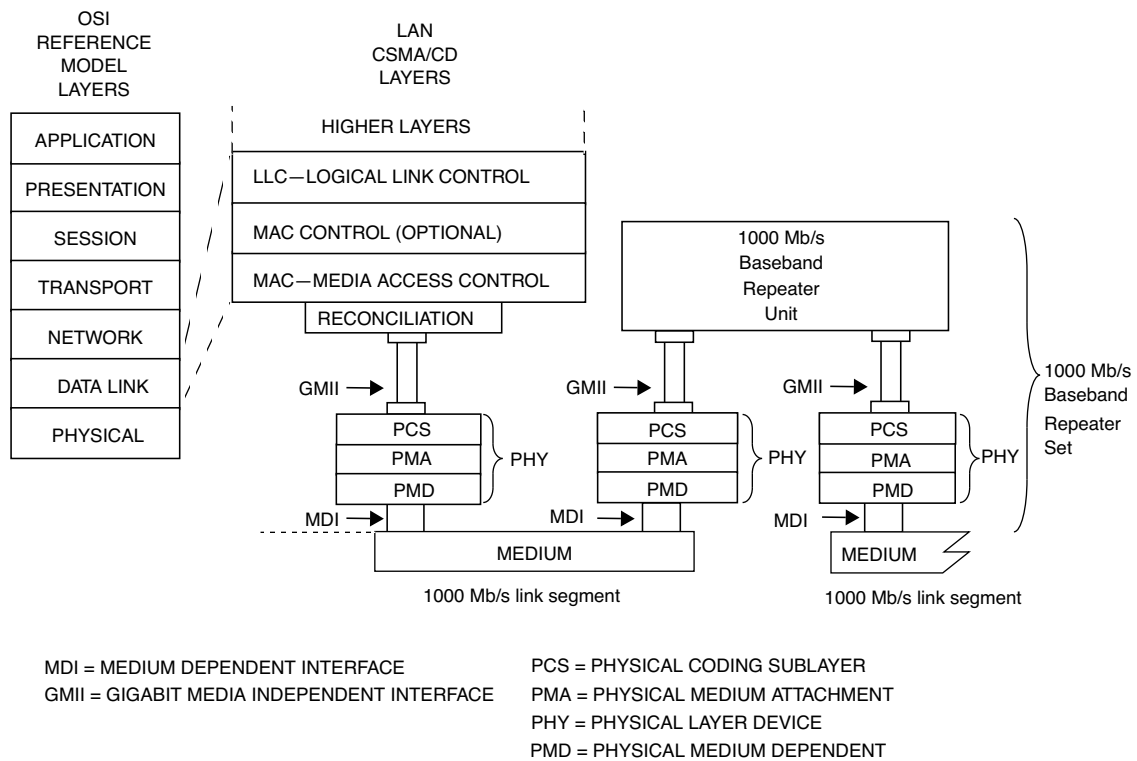 OSI
REFERENCE
MODEL
LAYERS
APPLICATION
PRESENTATION
SESSION
TRANSPORT
NETWORK
DATA LINK
PHYSICAL
LAN
CSMA/CD
LAYERS
HIGHER LAYERS
LLC—LOGICAL LINK CONTROL
MAC CONTROL (OPTIONAL)
MAC—MEDIA ACCESS CONTROL
RECONCILIATION
GMII
PCS
PMA
PMD
PHY
MDI
1000 Mb/s
Baseband
Repeater
Unit
GMII
PCS
PMA
PMD
PHY
MDI
GMII
PCS
PMA
PMD
PHY
MDI
1000 Mb/s
Baseband
Repeater
Set
MEDIUM
1000 Mb/s link segment
MEDIUM
1000 Mb/s link segment
MDI = MEDIUM DEPENDENT INTERFACE
GMII = GIGABIT MEDIA INDEPENDENT INTERFACE
PCS = PHYSICAL CODING SUBLAYER
PMA = PHYSICAL MEDIUM ATTACHMENT
PHY = PHYSICAL LAYER DEVICE
PMD = PHYSICAL MEDIUM DEPENDENT